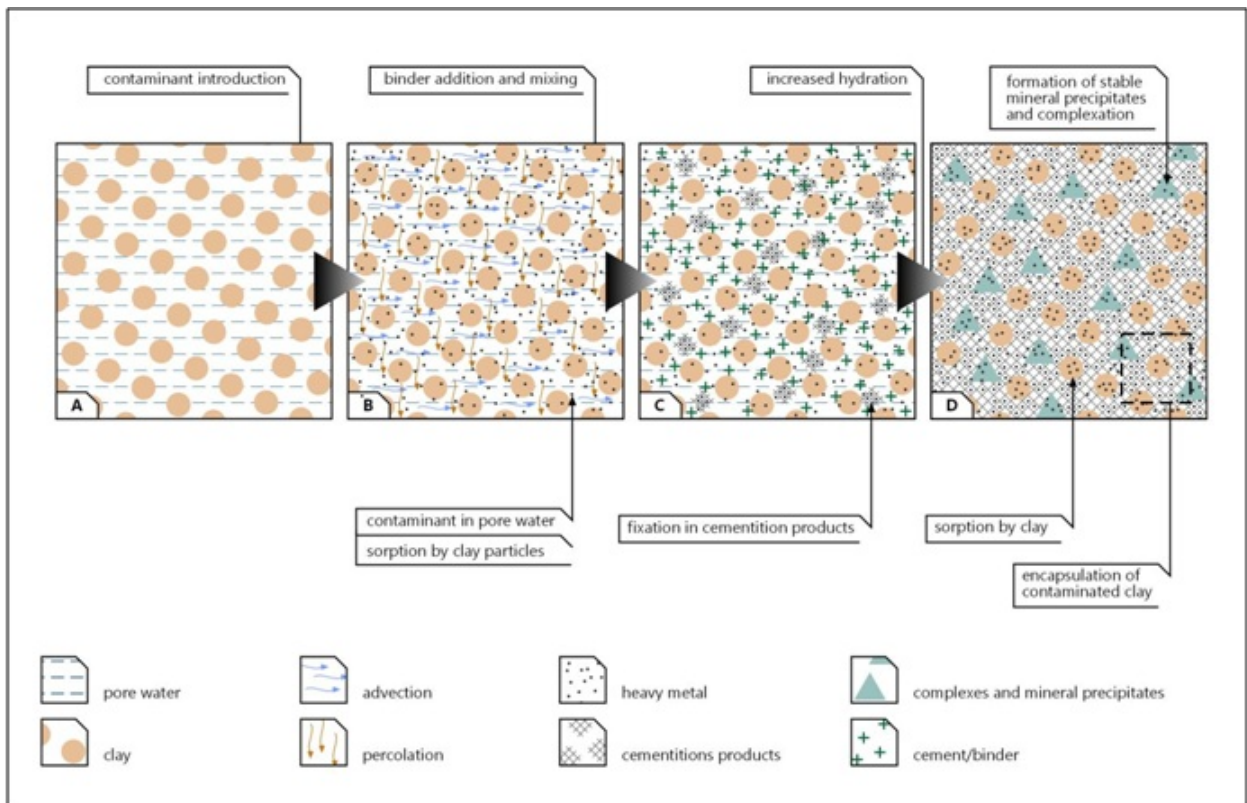 contaminant introduction
binder addition and mixing
increased hydration
formation of stable
mineral precipitates
and complexation
A
B
C
D
contaminant in pore water
sorption by clay particles
fixation in cementition products
sorption by clay
encapsulation of
contaminated clay
pore water
advection
heavy metal
complexes and mineral precipitates
clay
percolation
cementitions products
cement/binder